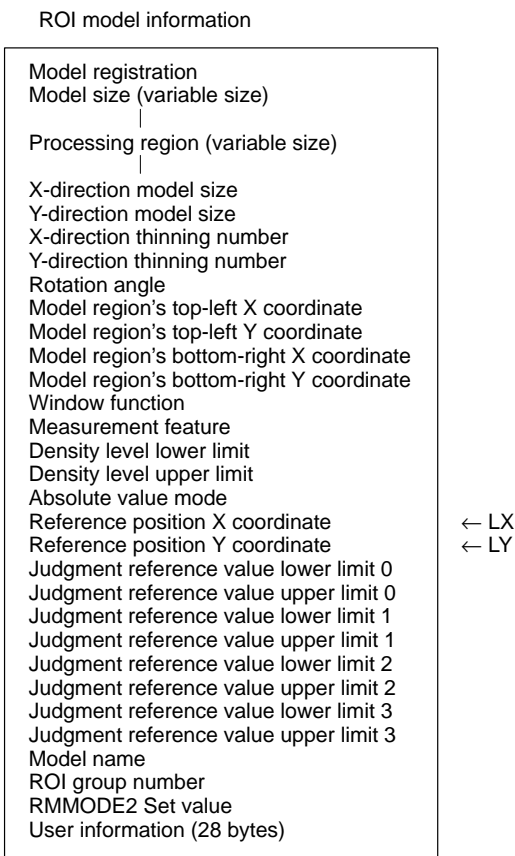 ROI model information
Model registration
Model size (variable size)
Processing region (variable size)
X-direction model size
Y-direction model size
X-direction thinning number
Y-direction thinning number
Rotation angle
Model region's top-left X coordinate
Model region's top-left Y coordinate
Model region's bottom-right X coordinate
Model region's bottom-right Y coordinate
Window function
Measurement feature
Density level lower limit
Density level upper limit
Absolute value mode
Reference position X coordinate ← LX
Reference position Y coordinate ← LY
Judgment reference value lower limit 0
Judgment reference value upper limit 0
Judgment reference value lower limit 1
Judgment reference value upper limit 1
Judgment reference value lower limit 2
Judgment reference value upper limit 2
Judgment reference value lower limit 3
Judgment reference value upper limit 3
Model name
ROI group number
RMMODE2 Set value
User information (28 bytes)